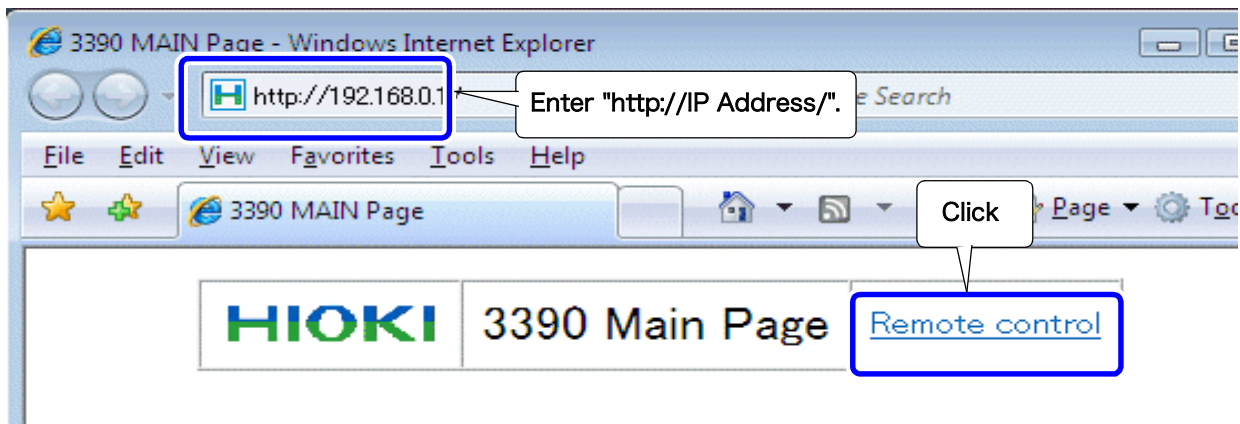 3390 MAIN Page - Windows Internet Explorer
http://192.168.0.1
Enter "http://IP Address/".
Search
File Edit View Favorites Tools Help
3390 MAIN Page
Click
Page
HIOKI 3390 Main Page Remote control